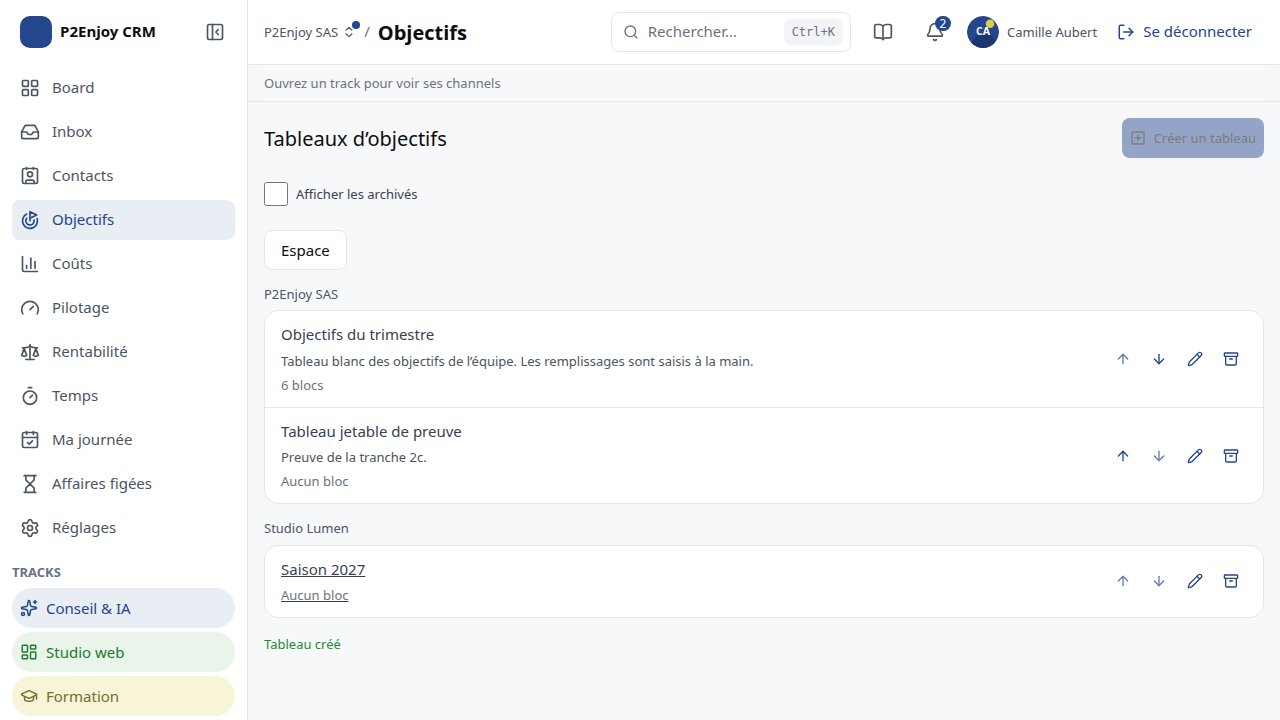 P2Enjoy CRM
Board
Inbox
Contacts
Objectifs
Coûts
Pilotage
Rentabilité
Temps
Ma journée
Affaires figées
Réglages
TRACKS
Conseil & IA
Studio web
Formation
P2Enjoy SAS / Objectifs
Rechercher... Ctrl+K
2
CA Camille Aubert
Se déconnecter
Ouvrez un track pour voir ses channels
Tableaux d’objectifs
Créer un tableau
Afficher les archivés
Espace
P2Enjoy SAS
Objectifs du trimestre
Tableau blanc des objectifs de l’équipe. Les remplissages sont saisis à la main.
6 blocs
Tableau jetable de preuve
Preuve de la tranche 2c.
Aucun bloc
Studio Lumen
Saison 2027
Aucun bloc
Tableau créé